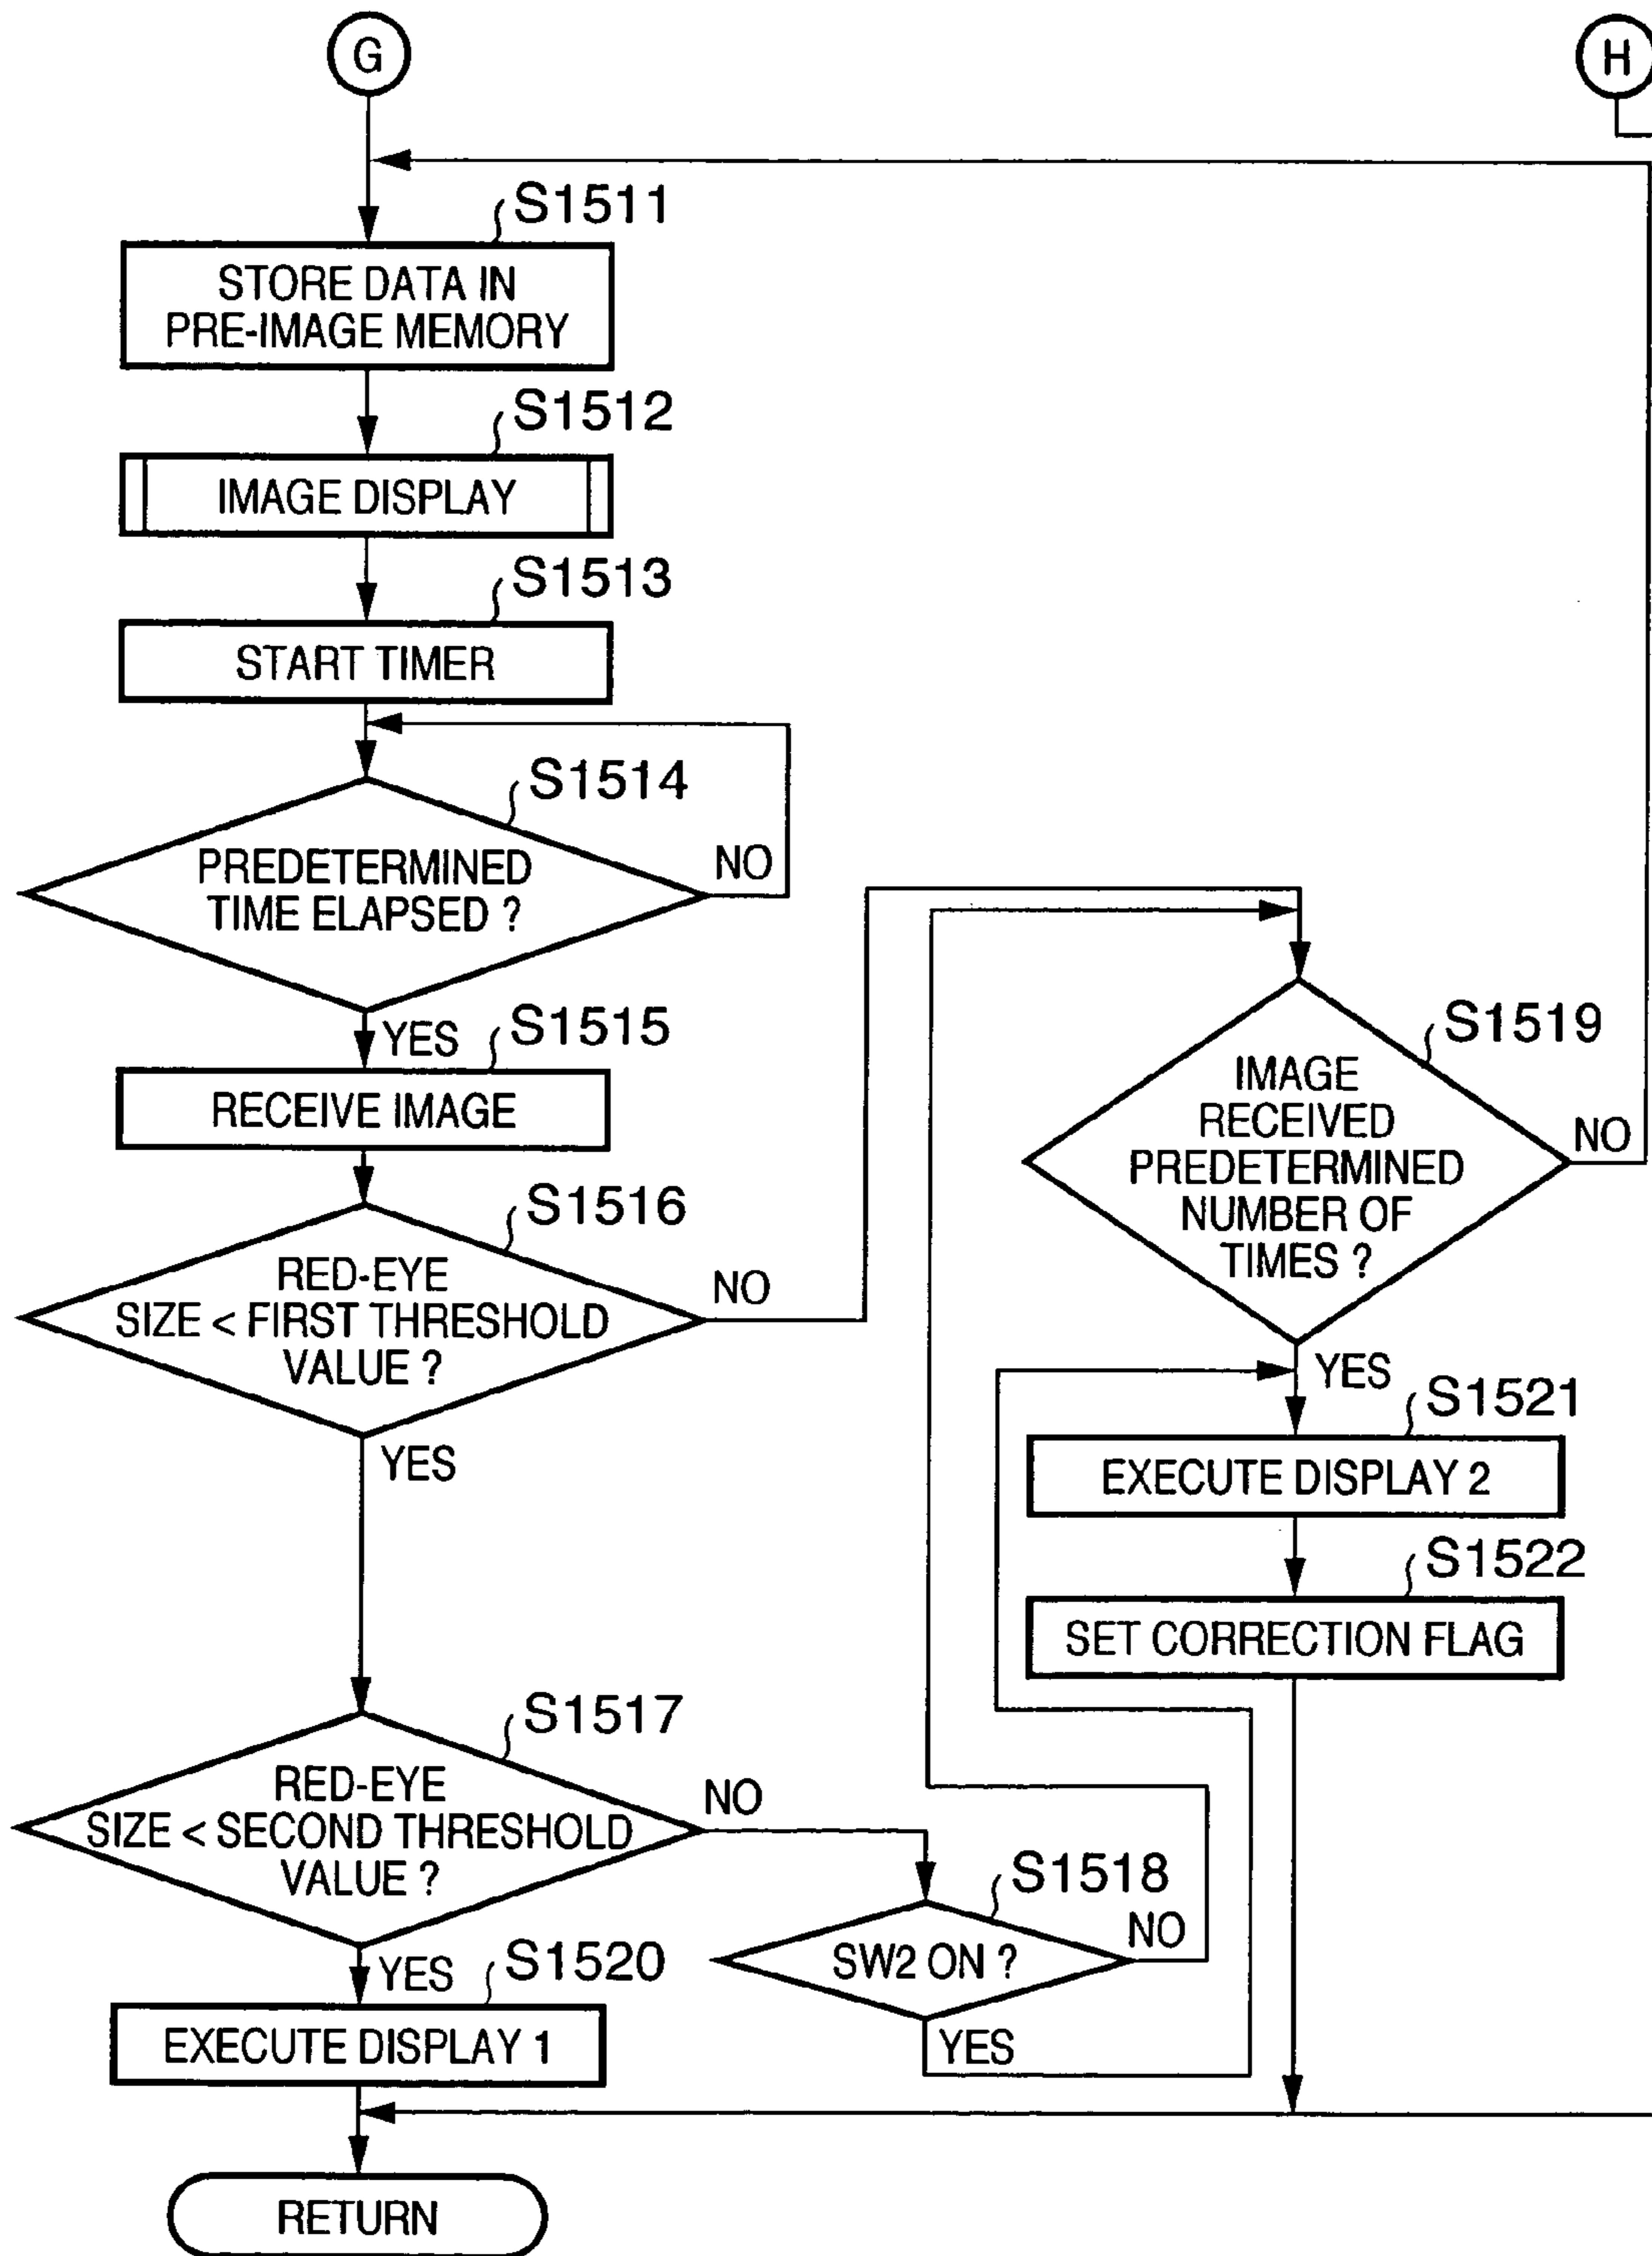 G
H
S1511
STORE DATA IN
PRE-IMAGE MEMORY
S1512
IMAGE DISPLAY
S1513
START TIMER
S1514
PREDETERMINED
TIME ELAPSED ?
NO
YES
S1515
RECEIVE IMAGE
S1516
RED-EYE
SIZE < FIRST THRESHOLD
VALUE ?
NO
YES
S1517
RED-EYE
SIZE < SECOND THRESHOLD
VALUE ?
NO
YES
S1518
SW2 ON ?
NO
YES
S1519
IMAGE
RECEIVED
PREDETERMINED
NUMBER OF
TIMES ?
NO
YES
S1521
EXECUTE DISPLAY 2
S1522
SET CORRECTION FLAG
S1520
EXECUTE DISPLAY 1
RETURN